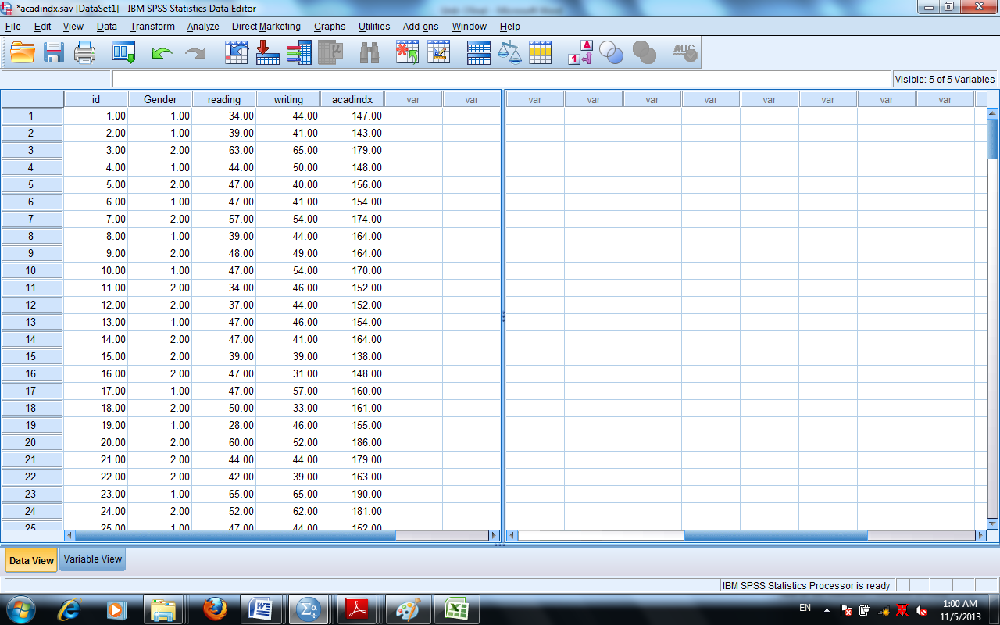 *acadindx.sav [DataSet1] - IBM SPSS Statistics Data Editor
File Edit View Data Transform Analyze Direct Marketing Graphs Utilities Add-ons Window Help
Visible: 5 of 5 Variables
id Gender reading writing acadindx var var var var var var var var var var
1 1.00 1.00 34.00 44.00 147.00
2 2.00 1.00 39.00 41.00 143.00
3 3.00 2.00 63.00 65.00 179.00
4 4.00 1.00 44.00 50.00 148.00
5 5.00 2.00 47.00 40.00 156.00
6 6.00 1.00 47.00 41.00 154.00
7 7.00 2.00 57.00 54.00 174.00
8 8.00 1.00 39.00 44.00 164.00
9 9.00 2.00 48.00 49.00 164.00
10 10.00 1.00 47.00 54.00 170.00
11 11.00 2.00 34.00 46.00 152.00
12 12.00 2.00 37.00 44.00 152.00
13 13.00 1.00 47.00 46.00 154.00
14 14.00 2.00 47.00 41.00 164.00
15 15.00 2.00 39.00 39.00 138.00
16 16.00 2.00 47.00 31.00 148.00
17 17.00 1.00 47.00 57.00 160.00
18 18.00 2.00 50.00 33.00 161.00
19 19.00 1.00 28.00 46.00 155.00
20 20.00 2.00 60.00 52.00 186.00
21 21.00 2.00 44.00 44.00 179.00
22 22.00 2.00 42.00 39.00 163.00
23 23.00 1.00 65.00 65.00 190.00
24 24.00 2.00 52.00 62.00 181.00
25 25.00 1.00 47.00 44.00 152.00
Data View Variable View
IBM SPSS Statistics Processor is ready
EN 1:00 AM
11/5/2013